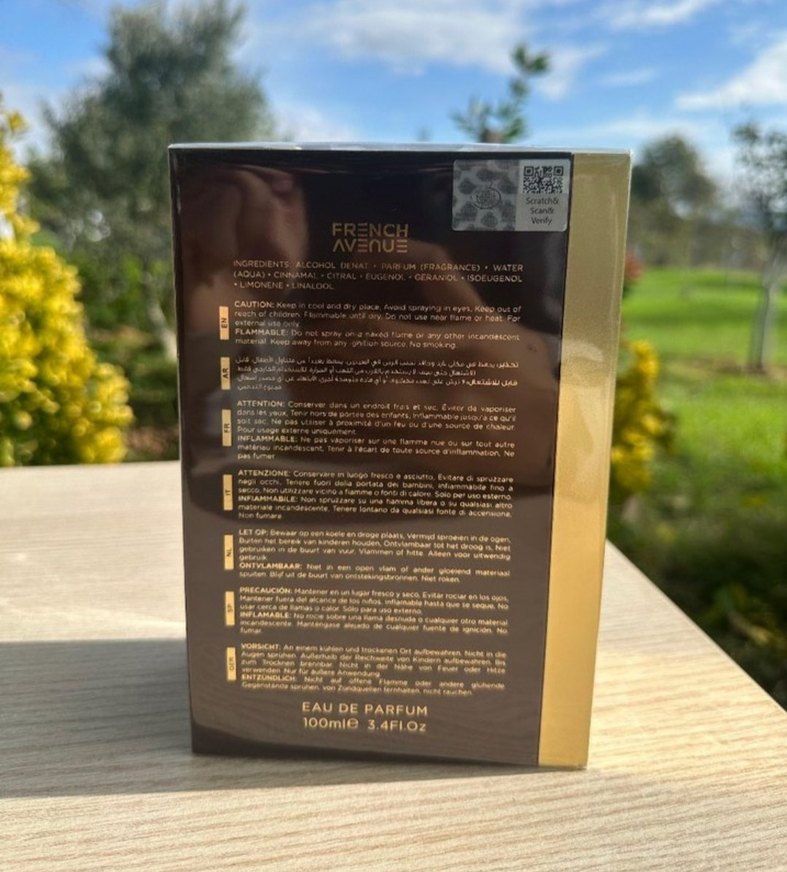 Scratch&
Scan&
Verify
FRENCH
AVENUE
INGREDIENTS: ALCOHOL DENAT • PARFUM (FRAGRANCE) • WATER
(AQUA) • CINNAMAL • CITRAL • EUGENOL • GERANIOL • ISOEUGENOL
• LIMONENE • LINALOOL
EN
CAUTION: Keep in cool and dry place, Avoid spraying in eyes, Keep out of
reach of children, Flammable until dry. Do not use near flame or heat. For
external use only.
FLAMMABLE: Do not spray on a naked flame or any other incandescent
material. Keep away from any ignition source. No smoking.
AR
FR
ATTENTION: Conserver dans un endroit frais et sec, Éviter de vaporiser
dans les yeux, Tenir hors de portée des enfants, Inflammable jusqu'à ce qu'il
soit sec. Ne pas utiliser à proximité d'un feu ou d'une source de chaleur
Pour usage externe uniquement.
INFLAMMABLE: Ne pas vaporiser sur une flamme nue ou sur tout autre
matériau incandescent, Tenir à l'écart de toute source d'inflammation, Ne
pas fumer
IT
ATTENZIONE: Conservare in luogo fresco e asciutto, Evitare di spruzzare
negli occhi, Tenere fuori della portata dei bambini, infiammabile fino a
secco, Non utilizzare vicino a fiamme o fonti di calore. Solo per uso esterno.
INFIAMMABILE: Non spruzzare su una fiamma libera o su qualsiasi altro
materiale incandescente, Tenere lontano da qualsiasi fonte di accensione,
Non fumare.
NL
LET OP: Bewaar op een koele en droge plaats, Vermijd sproeien in de ogen,
Buiten het bereik van kinderen houden, Ontvlambaar tot het droog is, Niet
gebruiken in de buurt van vuur, Vlammen of hitte. Alleen voor uitwendig
gebruik.
ONTVLAMBAAR: Niet in een open vlam of ander gloeiend materiaal
spuiten. Blijf uit de buurt van ontstekingsbronnen, Niet roken.
SP
PRECAUCIÓN: Mantener en un lugar fresco y seco, Evitar rociar en los ojos,
Mantener fuera del alcance de los niños, inflamable hasta que se seque, No
usar cerca de llamas o calor. Sólo para uso externo.
INFLAMABLE: No rocíe sobre una llama desnuda o cualquier otro material
incandescente. Manténgase alejado de cualquier fuente de ignición. No
fumar.
GER
VORSICHT: An einem kühlen und trockenen Ort aufbewahren, Nicht in die
Augen sprühen, Außerhalb der Reichweite von Kindern aufbewahren, Bis
zum Trocknen brennbar. Nicht in der Nähe von Feuer oder Hitze
verwenden Nur für äußere Anwendung
ENTZÜNDLICH: Nicht auf offene Flamme oder andere glühende
Gegenstände sprühen, von Zündquellen fernhalten, nicht rauchen.
EAU DE PARFUM
100ml℮ 3.4Fl.Oz